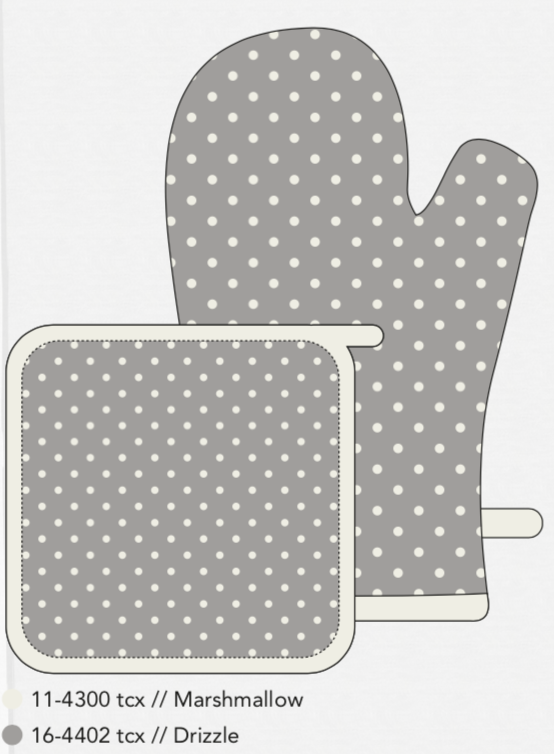 11-4300 tcx // Marshmallow
16-4402 tcx // Drizzle